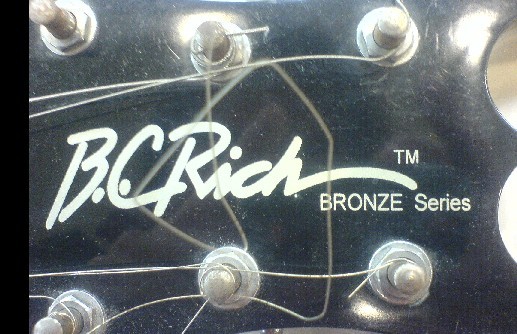 B.C.Rich TM
BRONZE Series